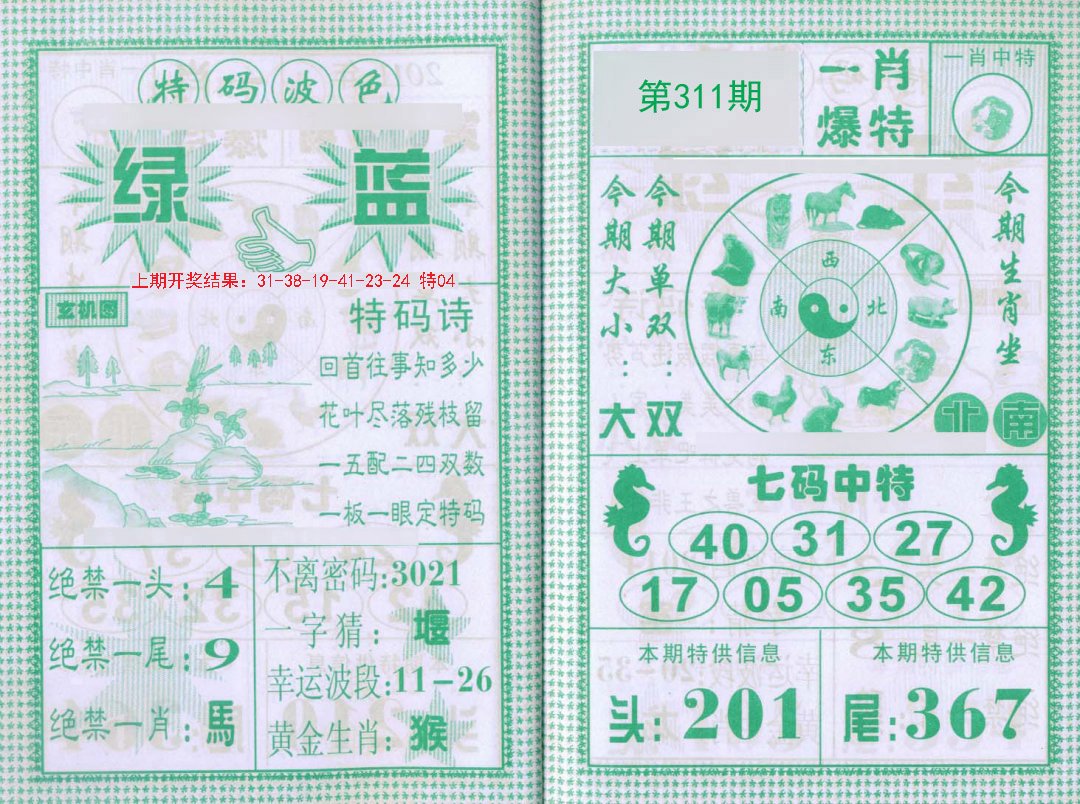 特码波色
绿 蓝
上期开奖结果：31-38-19-41-23-24 特04
玄机图
特码诗
回首往事知多少
花叶尽落残枝留
一五配二四双数
一板一眼定特码
绝禁一头:4
绝禁一尾:9
绝禁一肖:馬
不离密码:3021
一字猜:堰
幸运波段:11-26
黄金生肖:猴
第311期
一肖
爆特
一肖中特
今期大小:大
今期单双:双
西
南 北
东
今期生肖坐
北 南
七码中特
40 31 27
17 05 35 42
本期特供信息
头:201
本期特供信息
尾:367